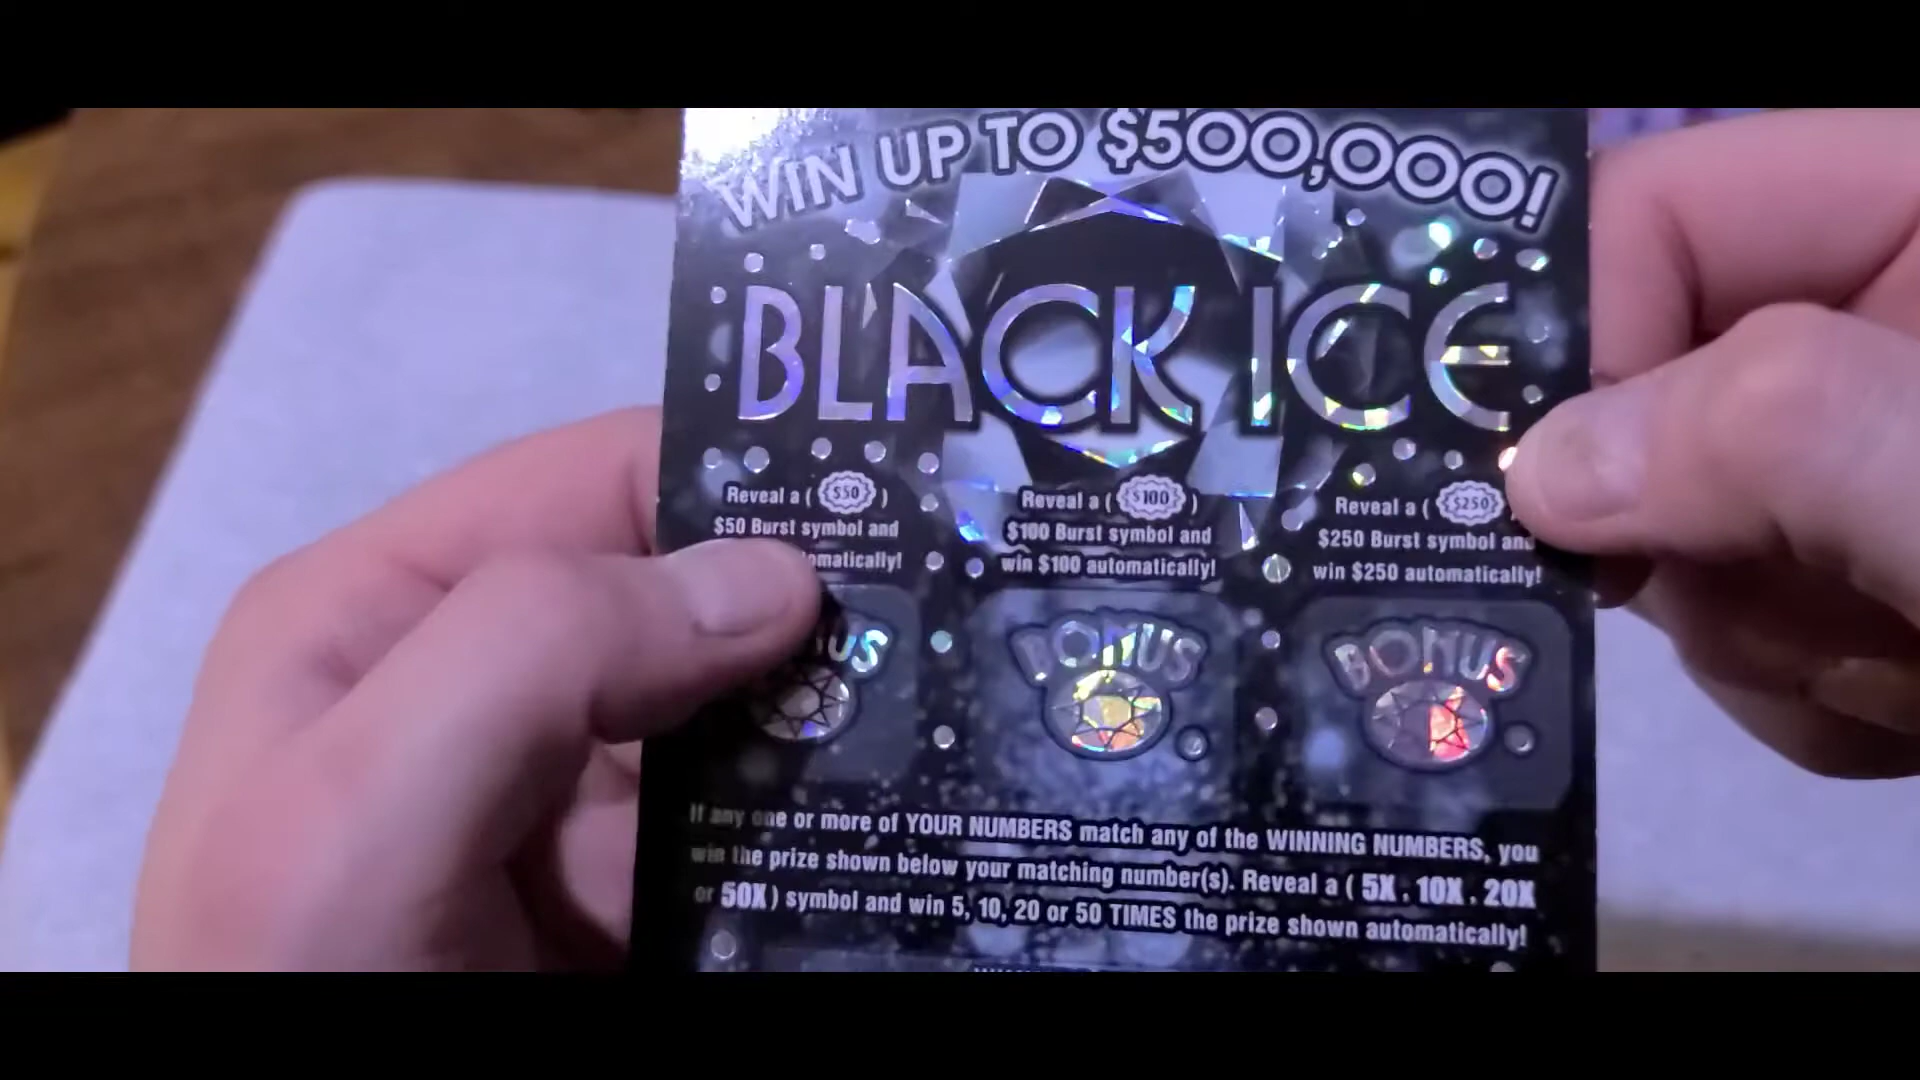 WIN UP TO $500,000!
BLACK ICE
Reveal a ( $50 )
$50 Burst symbol and
automatically!
Reveal a ( $100 )
$100 Burst symbol and
win $100 automatically!
Reveal a ( $250
$250 Burst symbol and
win $250 automatically!
BONUS
BONUS
If any one or more of YOUR NUMBERS match any of the WINNING NUMBERS, you
win the prize shown below your matching number(s). Reveal a ( 5X , 10X , 20X
or 50X ) symbol and win 5, 10, 20 or 50 TIMES the prize shown automatically!